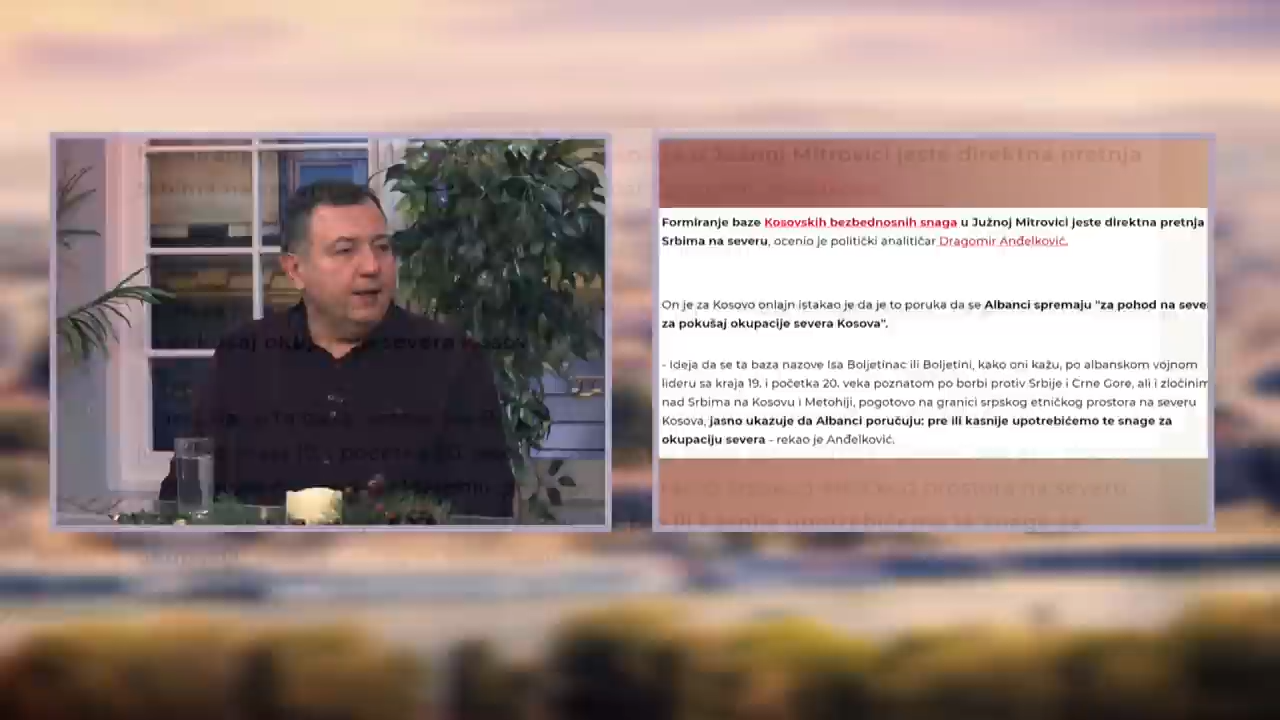 Formiranje baze Kosovskih bezbednosnih snaga u Južnoj Mitrovici jeste direktna pretnja
Srbima na severu, ocenio je politički analitičar Dragomir Anđelković.
On je za Kosovo onlajn istakao je da je to poruka da se Albanci spremaju "za pohod na seve
za pokušaj okupacije severa Kosova".
- Ideja da se ta baza nazove Isa Boljetinac ili Boljetini, kako oni kažu, po albanskom vojnom
lideru sa kraja 19. i početka 20. veka poznatom po borbi protiv Srbije i Crne Gore, ali i zločinim
nad Srbima na Kosovu i Metohiji, pogotovo na granici srpskog etničkog prostora na severu
Kosova, jasno ukazuje da Albanci poručuju: pre ili kasnije upotrebićemo te snage za
okupaciju severa - rekao je Anđelković.